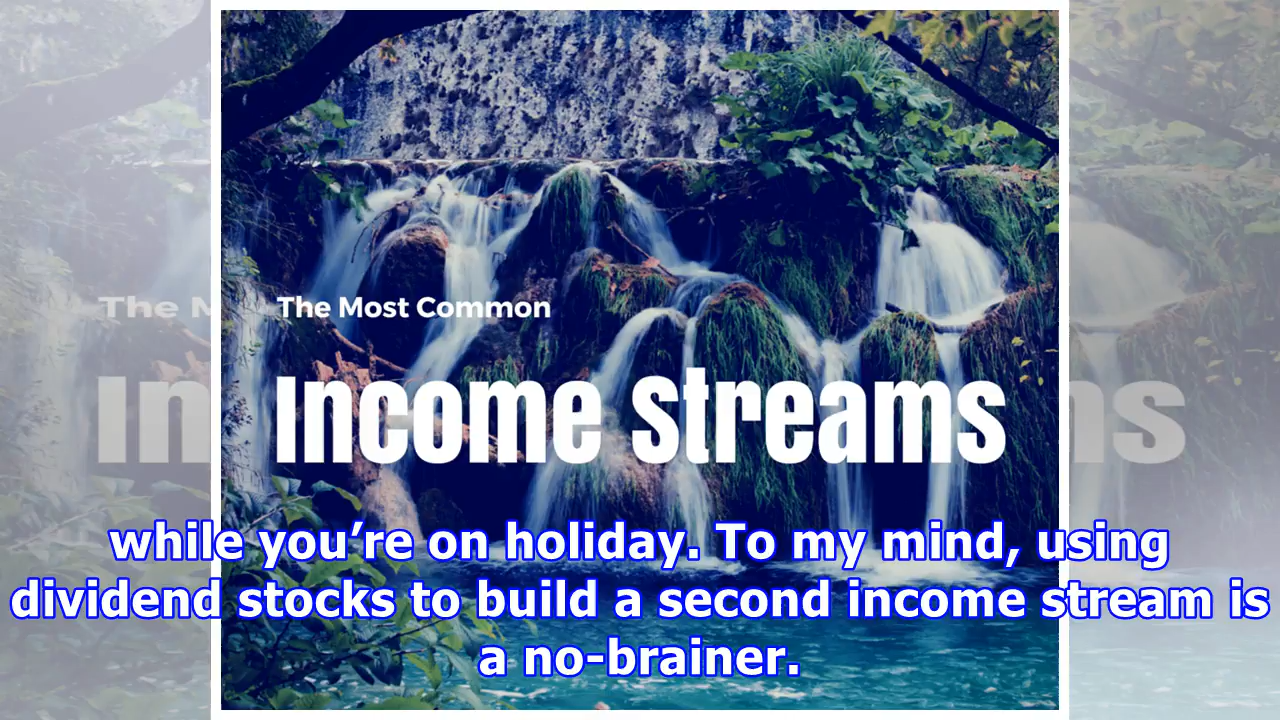 The Most Common
Income Streams
while you’re on holiday. To my mind, using
dividend stocks to build a second income stream is
a no-brainer.